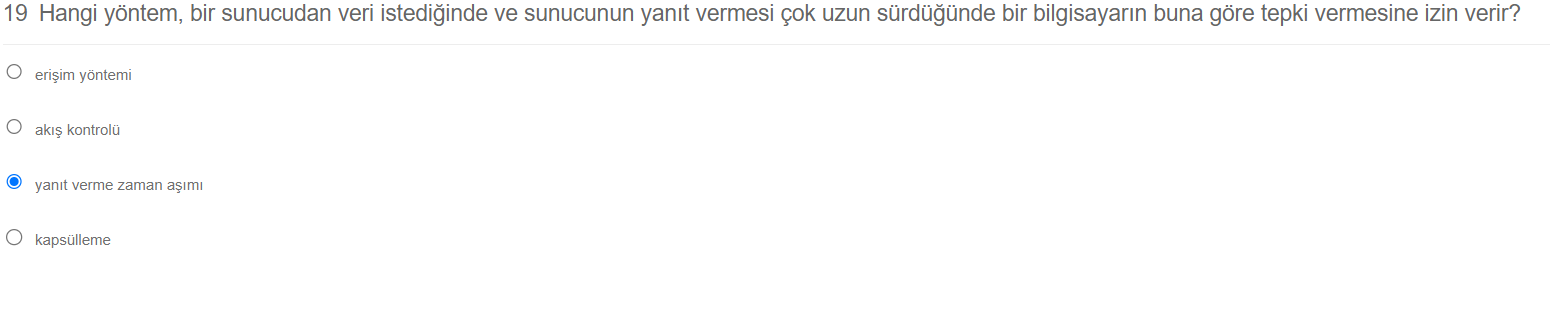 19 Hangi yöntem, bir sunucudan veri istediğinde ve sunucunun yanıt vermesi çok uzun sürdüğünde bir bilgisayarın buna göre tepki vermesine izin verir?
erişim yöntemi
akış kontrolü
yanıt verme zaman aşımı
kapsülleme